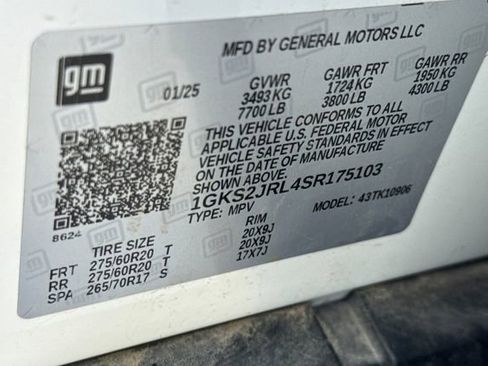 gm
MFD BY GENERAL MOTORS LLC
01/25 GVWR GAWR FRT GAWR RR
3493 KG 1724 KG 1950 KG
7700 LB 3800 LB 4300 LB
THIS VEHICLE CONFORMS TO ALL
APPLICABLE U.S. FEDERAL MOTOR
VEHICLE SAFETY STANDARDS IN EFFECT
ON THE DATE OF MANUFACTURE
SHOWN ABOVE.
1GKS2JRL4SR175103
TYPE: MPV MODEL: 43TK10906
8624
TIRE SIZE RIM
FRT 275/60R20 T 20X9J
RR 275/60R20 T 20X9J
SPA 265/70R17 S 17X7J